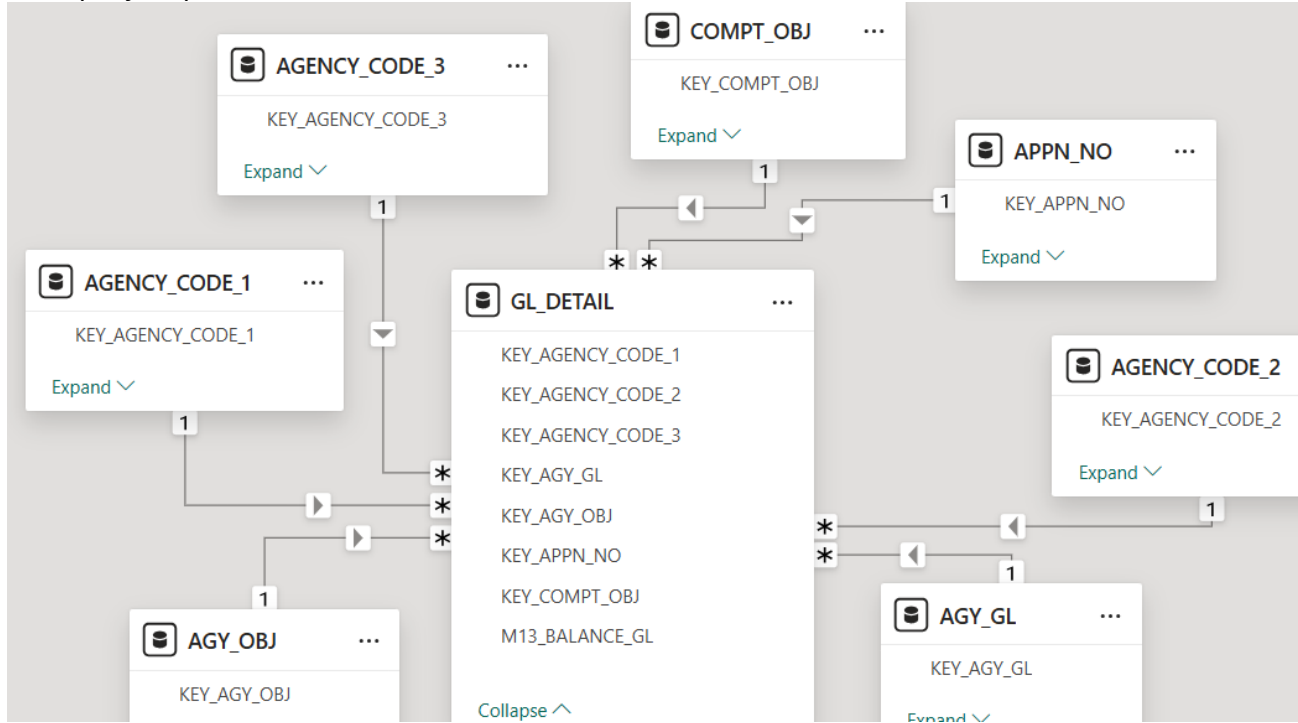 COMPT_OBJ
KEY_COMPT_OBJ
Expand
1
AGENCY_CODE_3
KEY_AGENCY_CODE_3
Expand
1
APPN_NO
KEY_APPN_NO
Expand
1
AGENCY_CODE_1
KEY_AGENCY_CODE_1
Expand
1
* *
GL_DETAIL
KEY_AGENCY_CODE_1
KEY_AGENCY_CODE_2
KEY_AGENCY_CODE_3
KEY_AGY_GL
KEY_AGY_OBJ
KEY_APPN_NO
KEY_COMPT_OBJ
M13_BALANCE_GL
Collapse
*
*
*
*
*
AGENCY_CODE_2
KEY_AGENCY_CODE_2
Expand
1
1
AGY_OBJ
KEY_AGY_OBJ
1
AGY_GL
KEY_AGY_GL
Expand